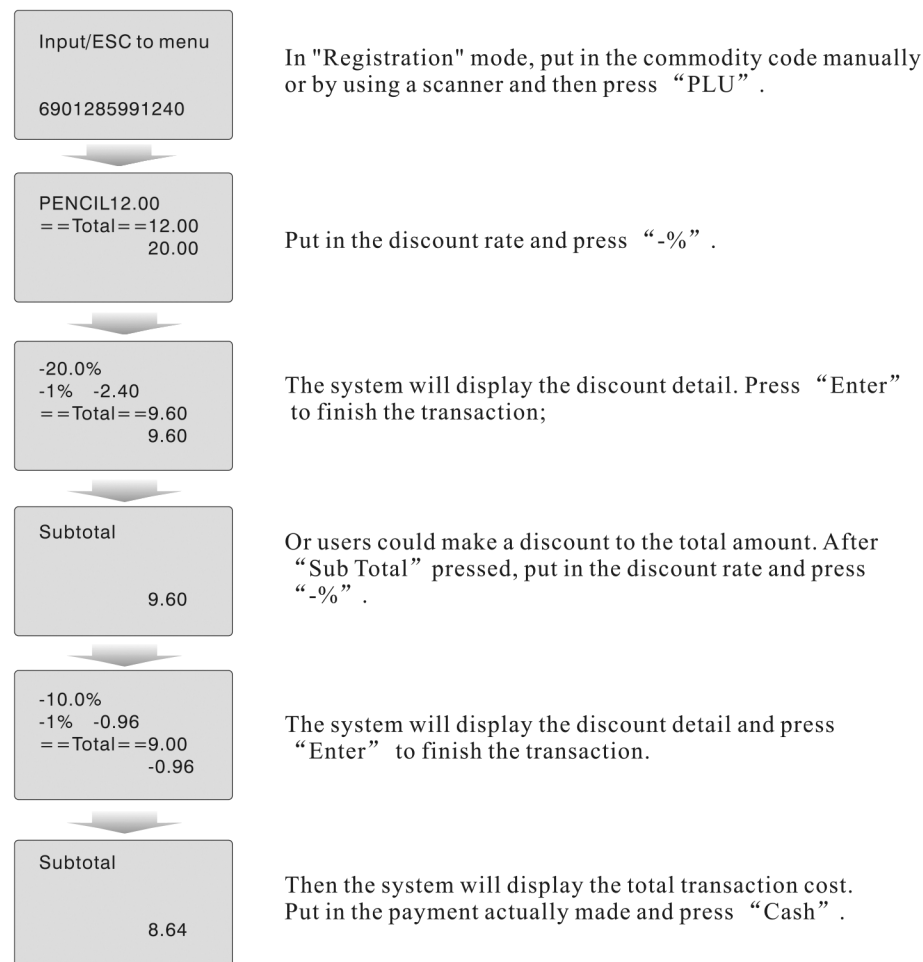 Input/ESC to menu
6901285991240
In "Registration" mode, put in the commodity code manually
or by using a scanner and then press “PLU”.
PENCIL12.00
==Total==12.00
20.00
Put in the discount rate and press “-%”.
-20.0%
-1% -2.40
==Total==9.60
9.60
The system will display the discount detail. Press “Enter”
to finish the transaction;
Subtotal
9.60
Or users could make a discount to the total amount. After
“Sub Total” pressed, put in the discount rate and press
“-%”.
-10.0%
-1% -0.96
==Total==9.00
-0.96
The system will display the discount detail and press
“Enter” to finish the transaction.
Subtotal
8.64
Then the system will display the total transaction cost.
Put in the payment actually made and press “Cash”.